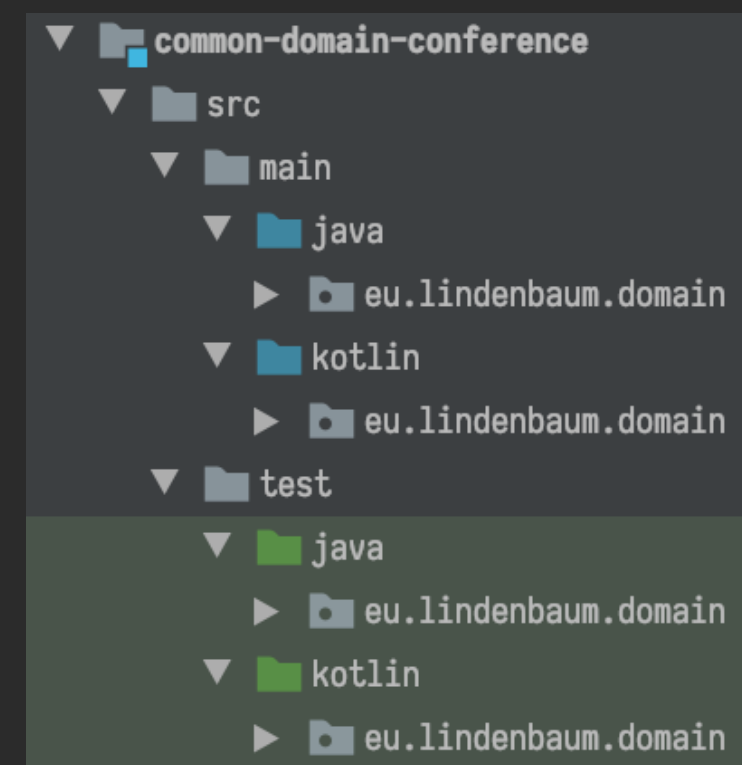 common-domain-conference
src
main
java
eu.lindenbaum.domain
kotlin
eu.lindenbaum.domain
test
java
eu.lindenbaum.domain
kotlin
eu.lindenbaum.domain